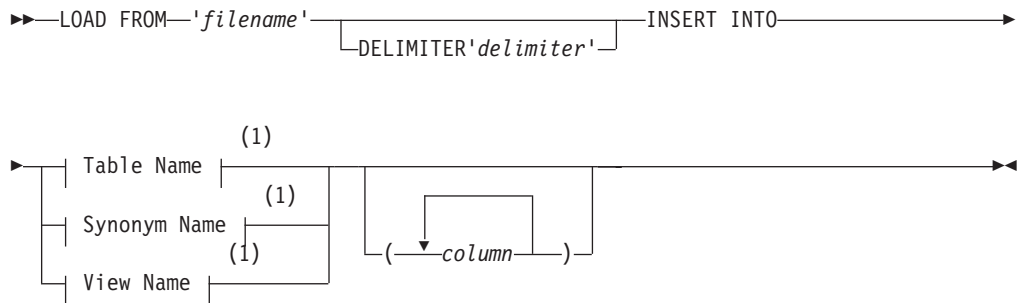 LOAD FROM 'filename' INSERT INTO
DELIMITER'delimiter'
(1)
Table Name
(1)
Synonym Name
(1)
View Name
( column )